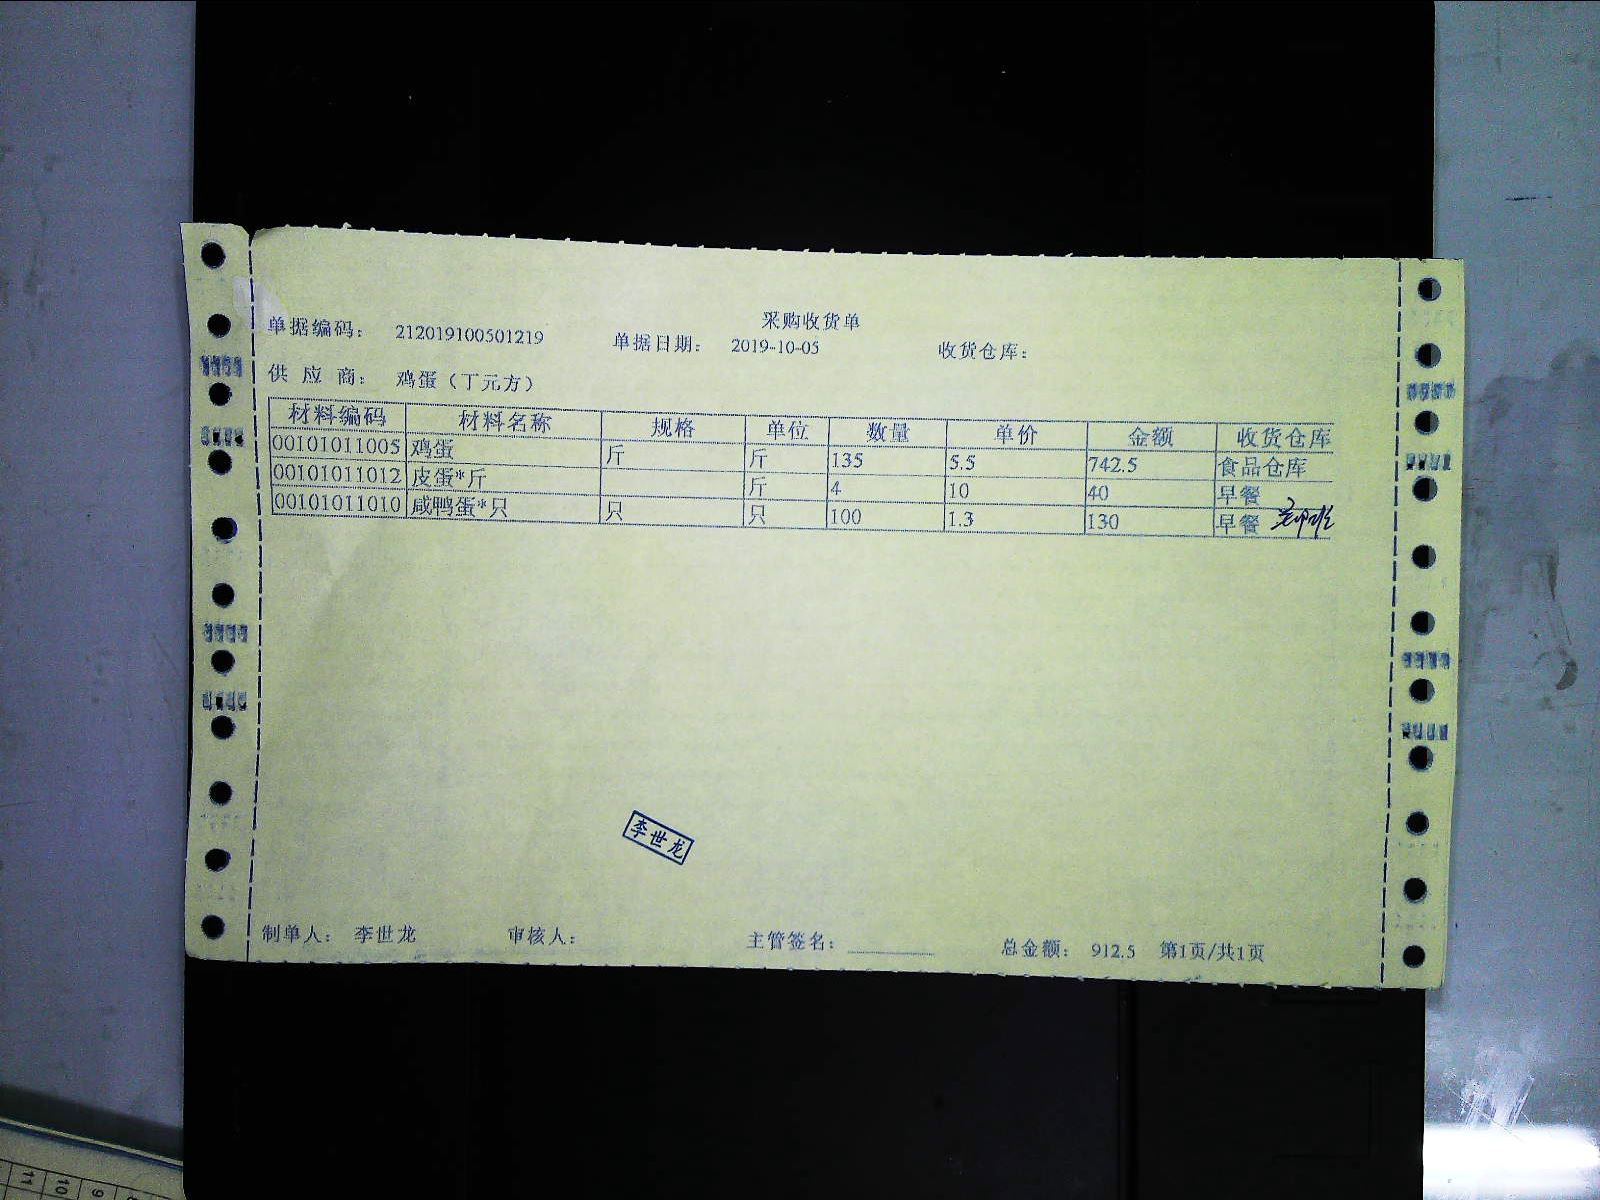 采购收货单
单据编码： 212019100501219 单据日期： 2019-10-05 收货仓库：
供 应 商： 鸡蛋（丁元方）
材料编码 材料名称 规格 单位 数量 单价 金额 收货仓库
00101011005 鸡蛋 斤 斤 135 5.5 742.5 食品仓库
00101011012 皮蛋*斤 斤 4 10 40 早餐
00101011010 咸鸭蛋*只 只 只 100 1.3 130 早餐
李世龙
制单人： 李世龙 审核人： 主管签名： 总金额： 912.5 第1页/共1页
11
10
9